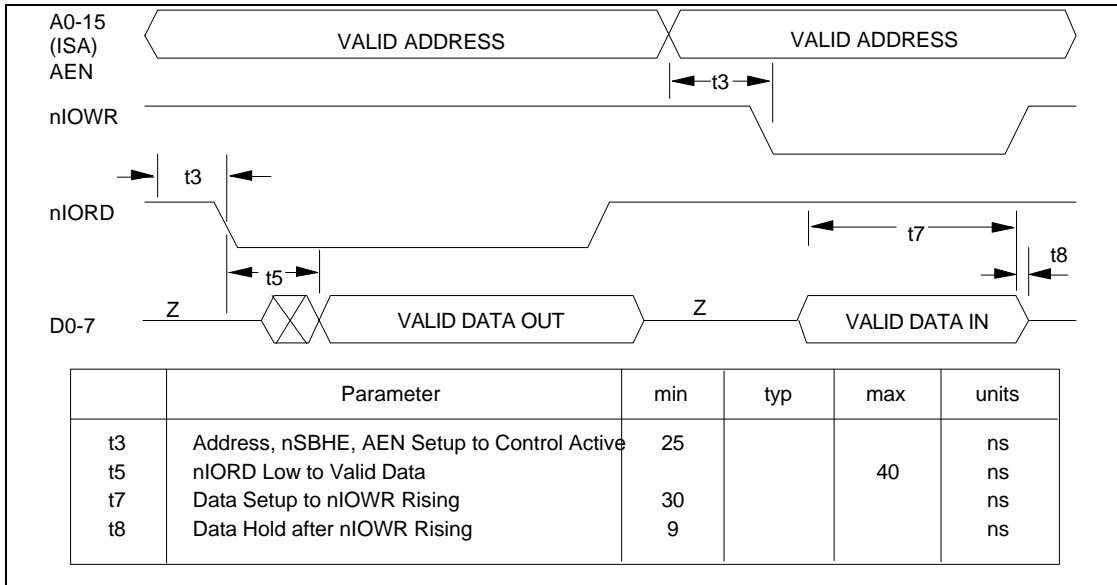 A0-15
(ISA)
AEN
VALID ADDRESS
VALID ADDRESS
t3
nIOWR
t3
nIORD
t7
t8
t5
Z
Z
D0-7
VALID DATA OUT
VALID DATA IN
Parameter min typ max units
t3 Address, nSBHE, AEN Setup to Control Active 25 ns
t5 nIORD Low to Valid Data 40 ns
t7 Data Setup to nIOWR Rising 30 ns
t8 Data Hold after nIOWR Rising 9 ns